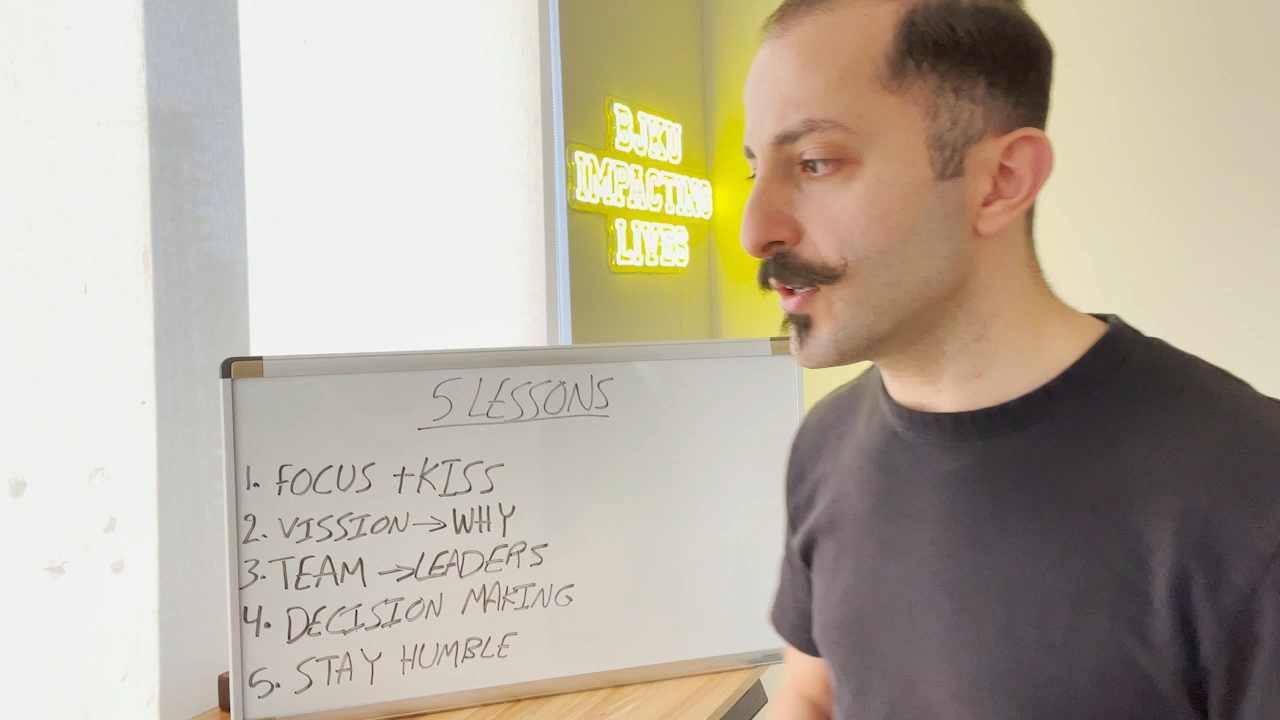 BJKU
IMPACTING
LIVES
5 LESSONS
1. FOCUS + KISS
2. VISSION → WHY
3. TEAM → LEADERS
4. DECISION MAKING
5. STAY HUMBLE